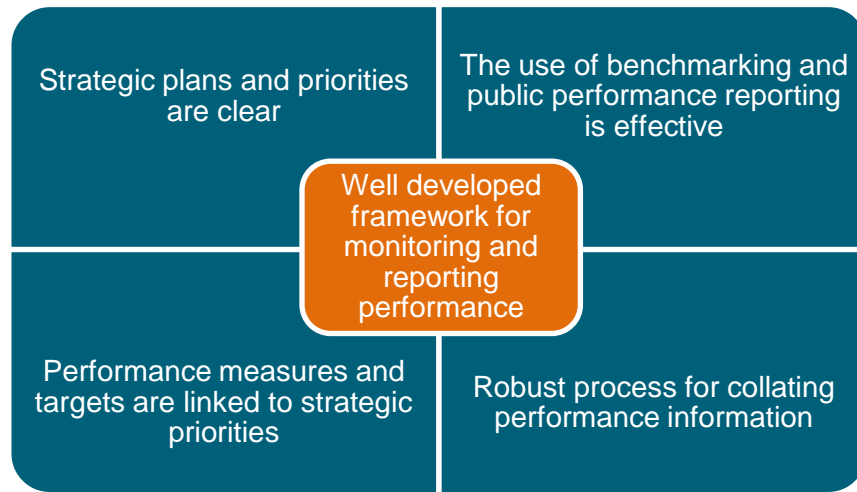 Strategic plans and priorities
are clear
The use of benchmarking and
public performance reporting
is effective
Well developed
framework for
monitoring and
reporting
performance
Performance measures and
targets are linked to strategic
priorities
Robust process for collating
performance information